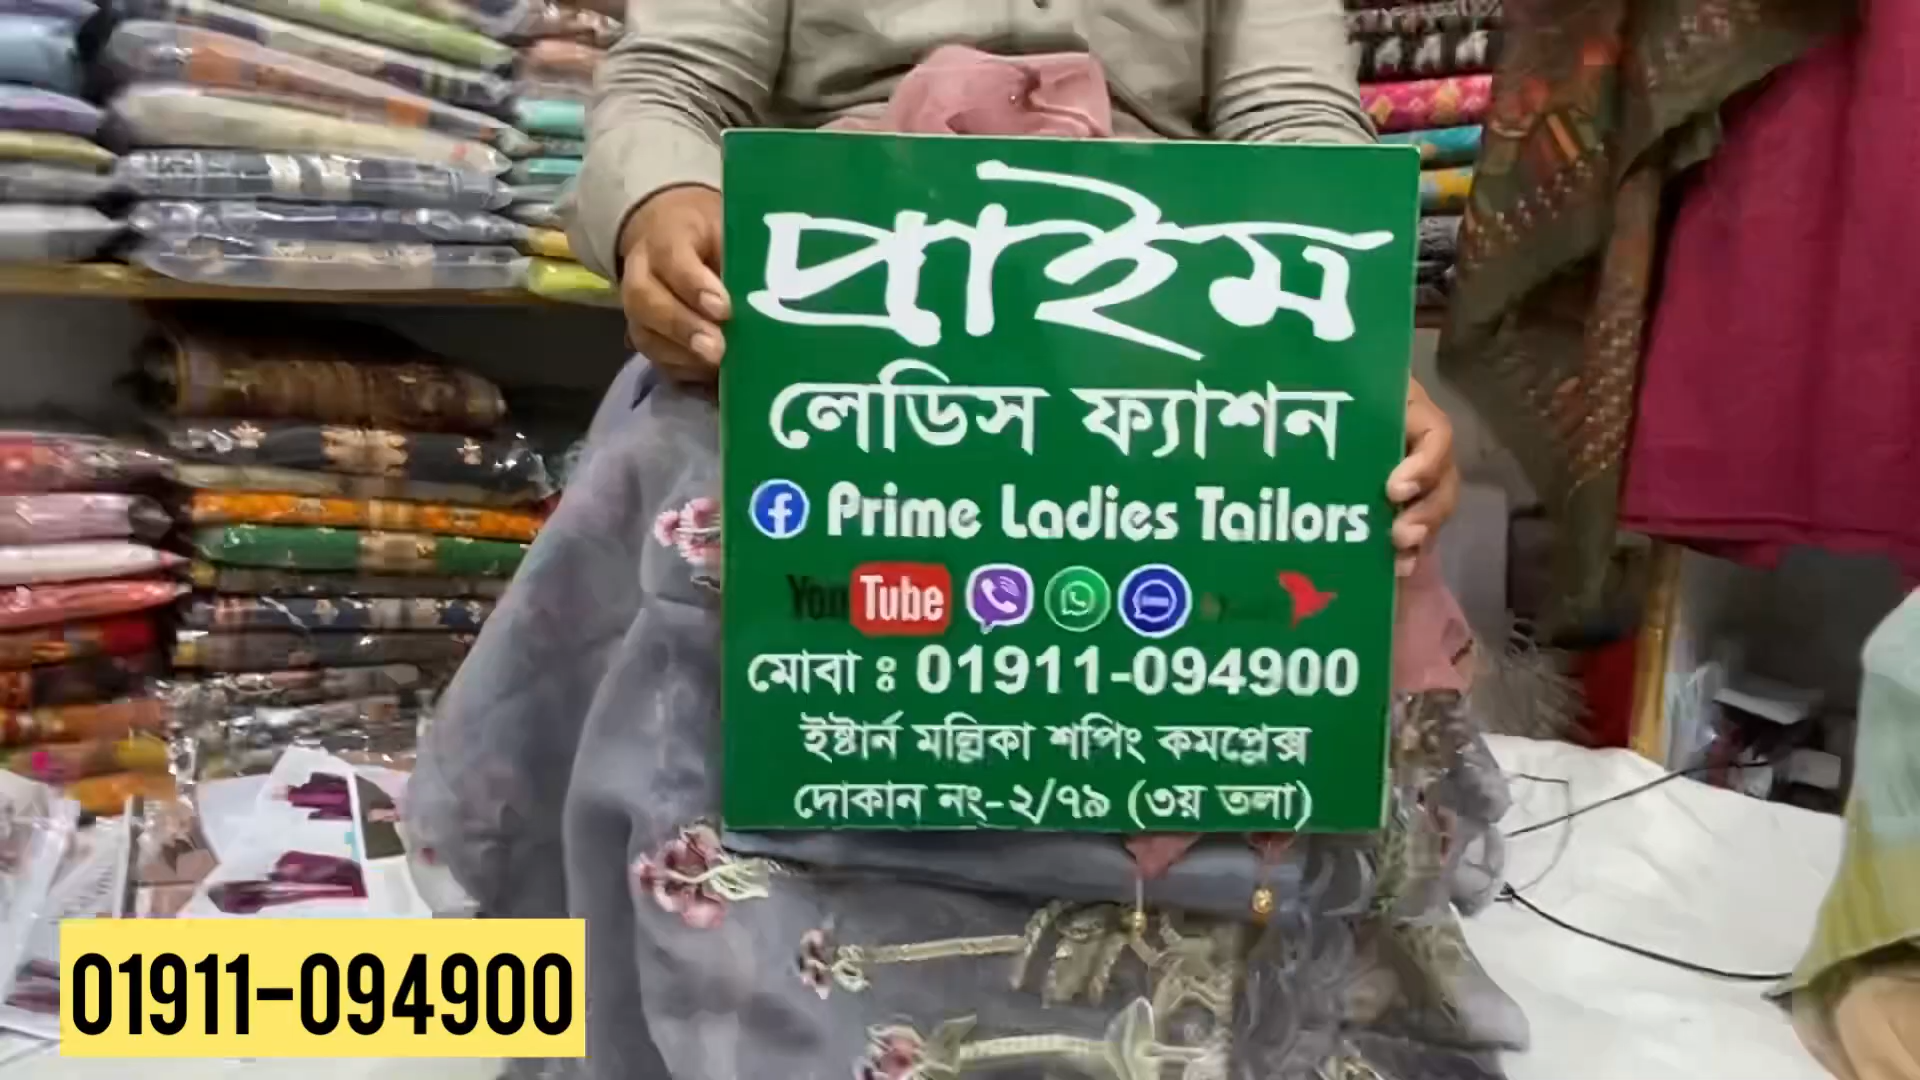 প্রাইম
লেডিস ফ্যাশন
Prime Ladies Tailors
YouTube
মোবা ঃ 01911-094900
ইষ্টার্ন মল্লিকা শপিং কমপ্লেক্স
দোকান নং-২/৭৯ (৩য় তলা)
01911-094900